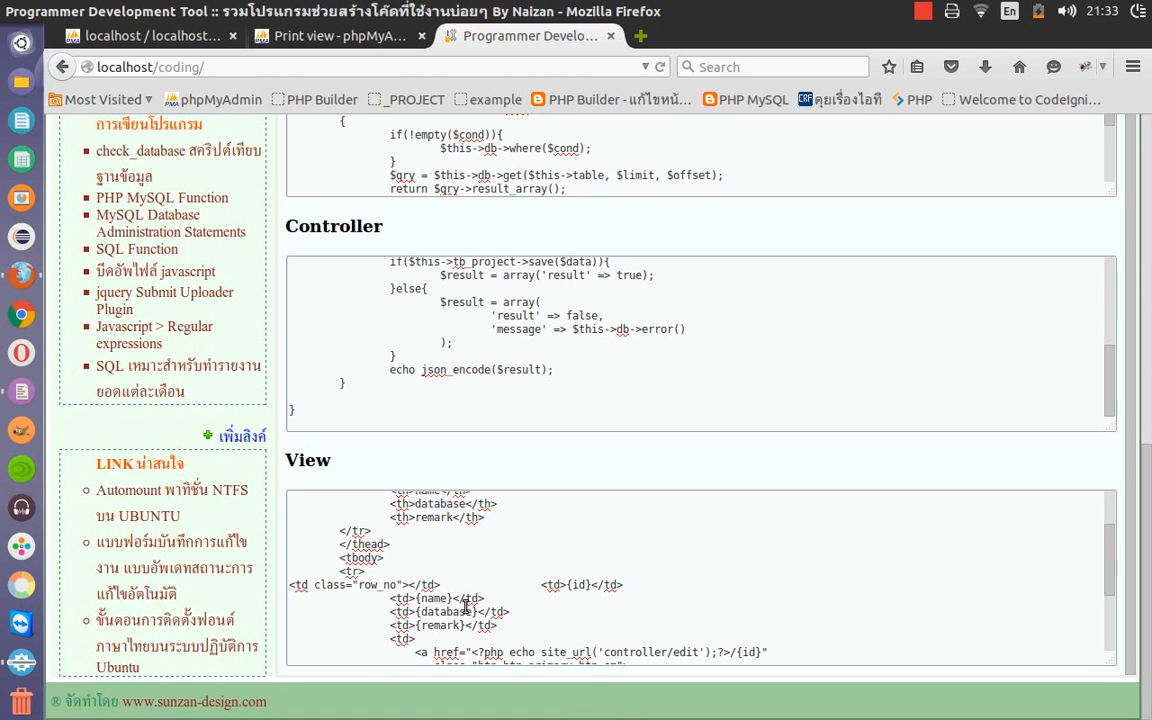 Programmer Development Tool :: รวมโปรแกรมช่วยสร้างโค๊ดที่ใช้งานบ่อยๆ By Naizan - Mozilla Firefox
En
21:33
localhost / localhost...
Print view - phpMyA...
Programmer Develo...
localhost/coding/
Search
Most Visited
phpMyAdmin
PHP Builder
_PROJECT
example
PHP Builder - แก้ไขหน้...
PHP MySQL
คุยเรื่องไอที
PHP
Welcome to CodeIgni...
การเขียนโปรแกรม
check_database สคริปต์เทียบ
ฐานข้อมูล
PHP MySQL Function
MySQL Database
Administration Statements
SQL Function
บีดอัพไฟล์ javascript
jquery Submit Uploader
Plugin
Javascript > Regular
expressions
SQL เหมาะสำหรับทำรายงาน
ยอดแต่ละเดือน
เพิ่มลิงค์
LINK น่าสนใจ
Automount พาทิชั่น NTFS
บน UBUNTU
แบบฟอร์มบันทึกการแก้ไข
งาน แบบอัพเดทสถานะการ
แก้ไขอัตโนมัติ
ขั้นตอนการติดตั้งฟอนต์
ภาษาไทยบนระบบปฏิบัติการ
Ubuntu
{
if(!empty($cond)){
$this->db->where($cond);
}
$qry = $this->db->get($this->table, $limit, $offset);
return $qry->result_array();
Controller
if($this->tb_project->save($data)){
$result = array('result' => true);
}else{
$result = array(
'result' => false,
'message' => $this->db->error()
);
}
echo json_encode($result);
}
}
View
<th>name</th>
<th>database</th>
<th>remark</th>
</tr>
</thead>
<tbody>
<tr>
<td class="row_no"></td> <td>{id}</td>
<td>{name}</td>
<td>{database}</td>
<td>{remark}</td>
<td>
<a href="<?php echo site_url('controller/edit');?>/{id}"
class="btn btn-primary btn-sm">
® จัดทำโดย www.sunzan-design.com